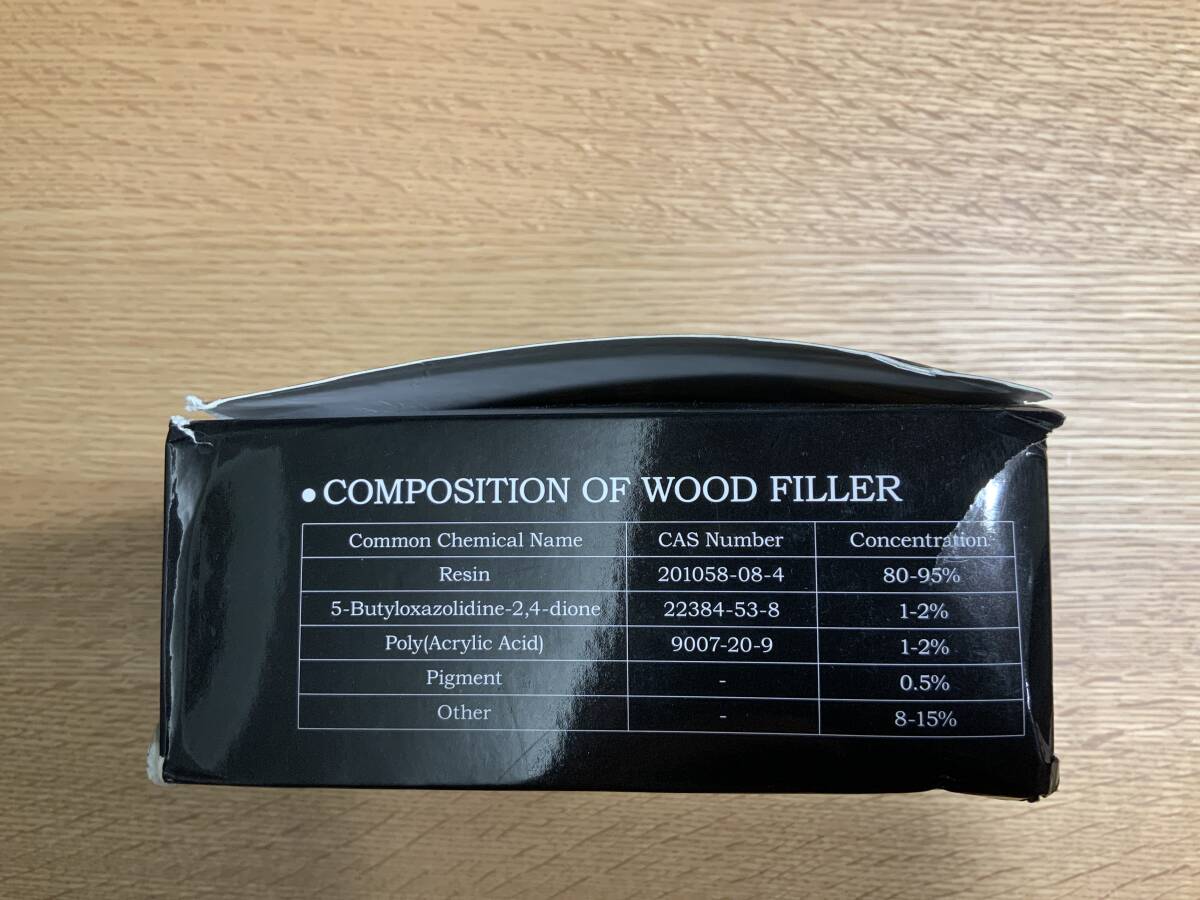 • COMPOSITION OF WOOD FILLER
Common Chemical Name CAS Number Concentration
Resin 201058-08-4 80-95%
5-Butyloxazolidine-2,4-dione 22384-53-8 1-2%
Poly(Acrylic Acid) 9007-20-9 1-2%
Pigment - 0.5%
Other - 8-15%